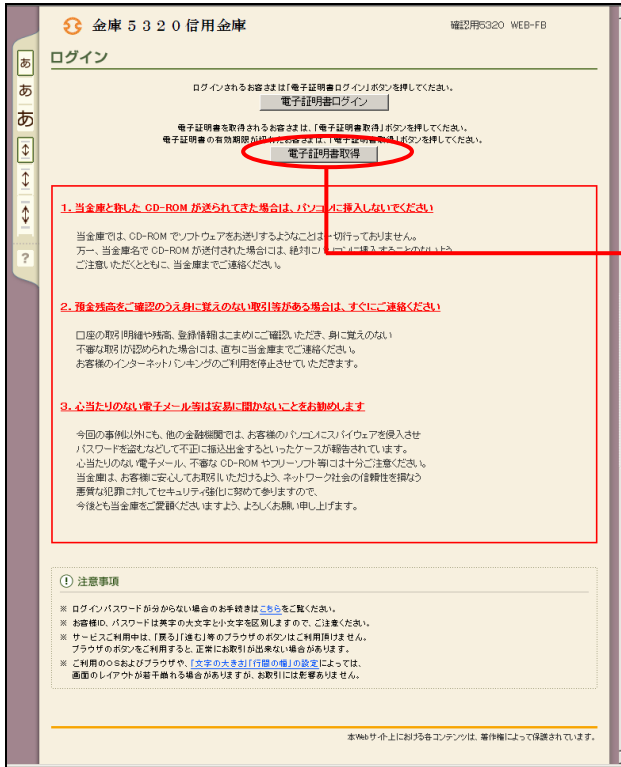 金庫５３２０信用金庫
確認用5320 WEB-FB
ログイン
あ
あ
あ
?
ログインされるお客さまは「電子証明書ログイン」ボタンを押してください。
電子証明書ログイン
電子証明書を取得されるお客さまは、「電子証明書取得」ボタンを押してください。
電子証明書の有効期限が切れたお客さまは、「電子証明書取得」ボタンを押してください。
電子証明書取得
1. 当金庫と称した CD-ROM が送られてきた場合は、パソコンに挿入しないでください
当金庫では、CD-ROM でソフトウェアをお送りするようなことは一切行っておりません。
万一、当金庫名で CD-ROM が送付された場合には、絶対にパソコンに挿入することのないよう
ご注意いただくとともに、当金庫までご連絡ください。
2. 預金残高をご確認のうえ身に覚えのない取引等がある場合は、すぐにご連絡ください
口座の取引明細や残高、登録情報はこまめにご確認いただき、身に覚えのない
不審な取引が認められた場合には、直ちに当金庫までご連絡ください。
お客様のインターネットバンキングのご利用を停止させていただきます。
3. 心当たりのない電子メール等は安易に開かないことをお勧めします
今回の事例以外にも、他の金融機関では、お客様のパソコンにスパイウェアを侵入させ
パスワードを盗むなどして不正に振込出金するといったケースが報告されています。
心当たりのない電子メール、不審な CD-ROM やフリーソフト等には十分ご注意ください。
当金庫は、お客様に安心してお取引いただけるよう、ネットワーク社会の信頼性を損なう
悪質な犯罪に対してセキュリティ強化に努めて参りますので、
今後とも当金庫をご愛顧くださいますよう、よろしくお願い申し上げます。
注意事項
※ ログインパスワードが分からない場合のお手続きはこちらをご覧ください。
※ お客様ID、パスワードは英字の大文字と小文字を区別しますので、ご注意ください。
※ サービスご利用中は、「戻る」「進む」等のブラウザのボタンはご利用頂けません。
ブラウザのボタンをご利用すると、正常にお取引が出来ない場合があります。
※ ご利用のOSおよびブラウザや、「文字の大きさ」「行間の幅」の設定によっては、
画面のレイアウトが若干崩れる場合がありますが、お取引には影響ありません。
本Webサイト上における各コンテンツは、著作権によって保護されています。